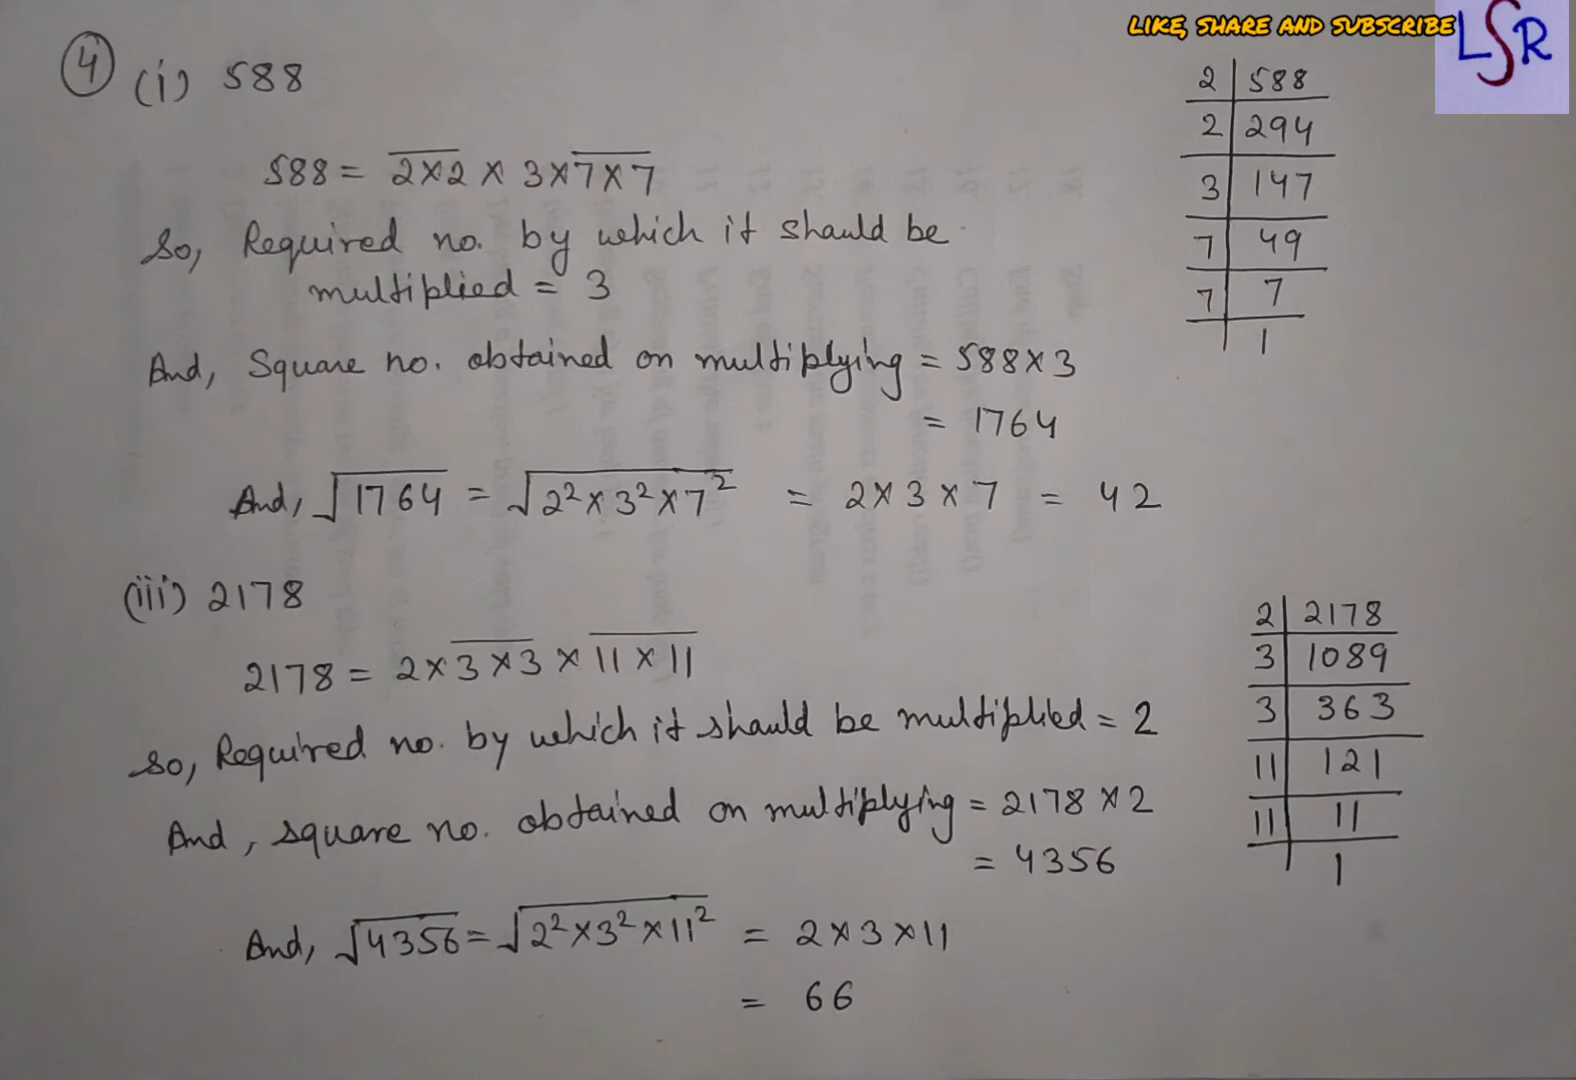 LIKE, SHARE AND SUBSCRIBE
LSR
4 (i) 588
588 = 2×2 × 3×7×7
So, Required no. by which it should be
multiplied = 3
And, Square no. obtained on multiplying = 588×3
= 1764
And, √1764 = √2²×3²×7² = 2×3×7 = 42
2 | 588
2 | 294
3 | 147
7 | 49
7 | 7
1
(iii) 2178
2178 = 2×3×3×11×11
So, Required no. by which it should be multiplied = 2
And, square no. obtained on multiplying = 2178×2
= 4356
And, √4356 = √2²×3²×11² = 2×3×11
= 66
2 | 2178
3 | 1089
3 | 363
11 | 121
11 | 11
1